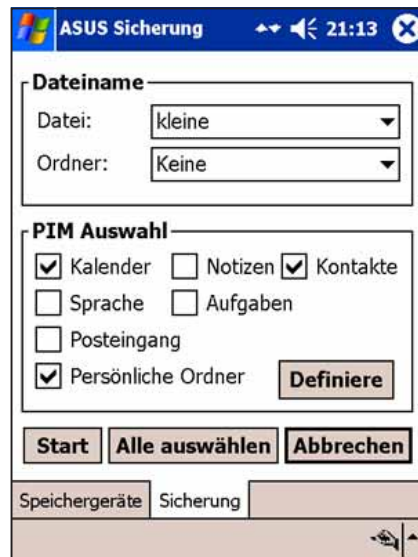 ASUS Sicherung 21:13
Dateiname
Datei: kleine
Ordner: Keine
PIM Auswahl
Kalender Notizen Kontakte
Sprache Aufgaben
Posteingang
Persönliche Ordner Definiere
Start Alle auswählen Abbrechen
Speichergeräte Sicherung